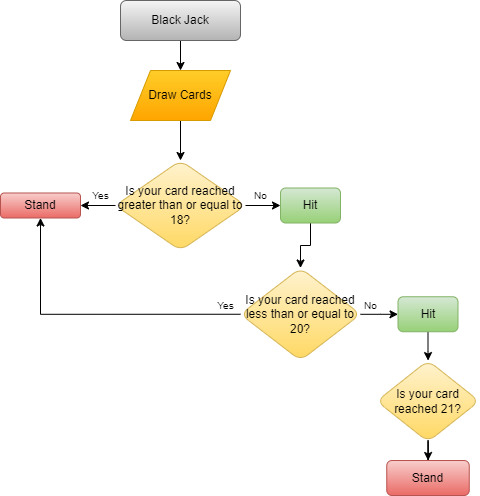 Black Jack
Draw Cards
Is your card reached
greater than or equal to
18?
Yes
No
Stand
Hit
Is your card reached
less than or equal to
20?
Yes
No
Hit
Is your card
reached 21?
Stand